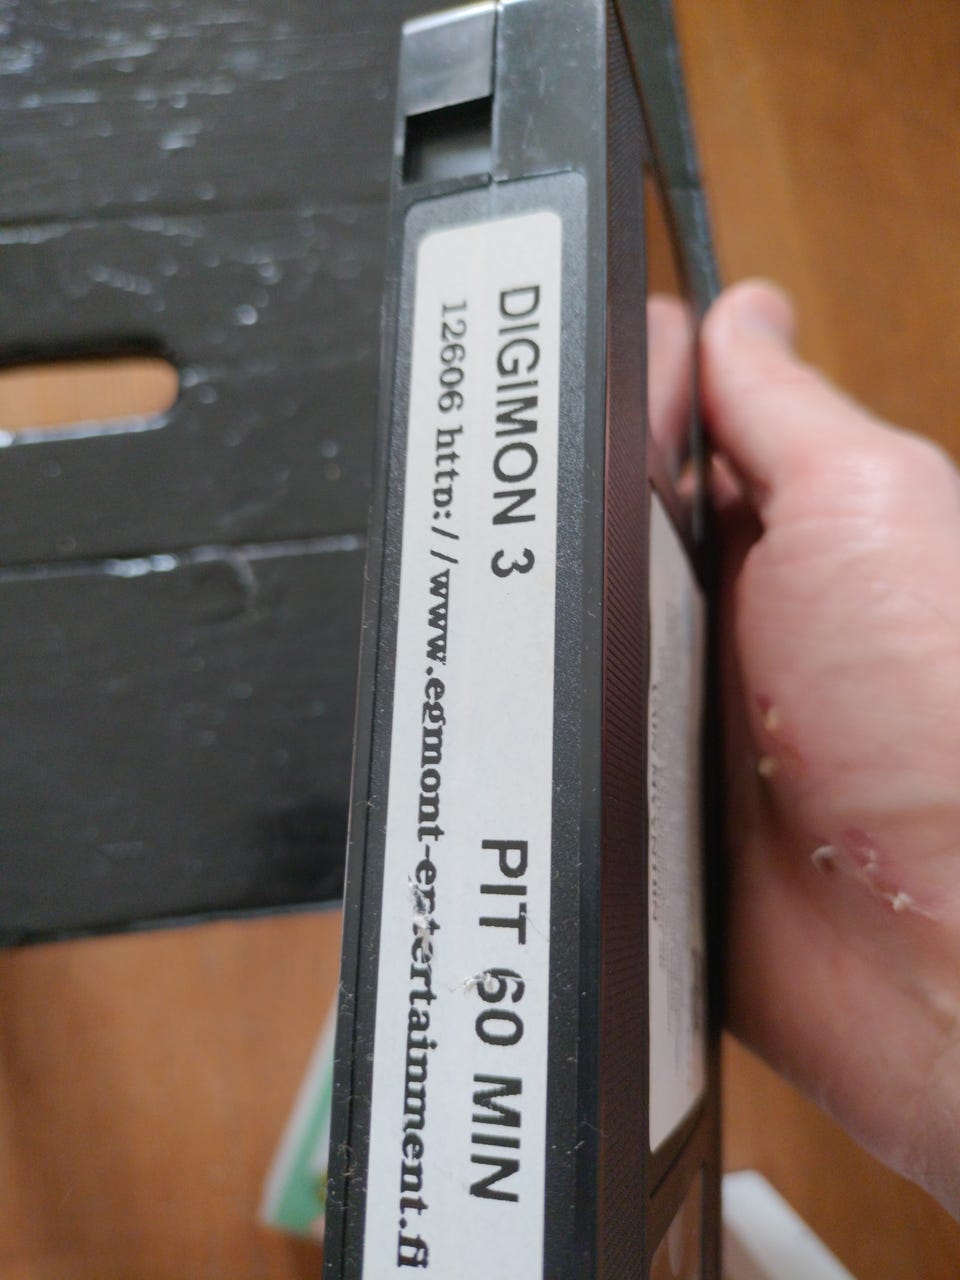 DIGIMON 3 PIT 60 MIN
12606 http://www.egmont-entertainment.fi